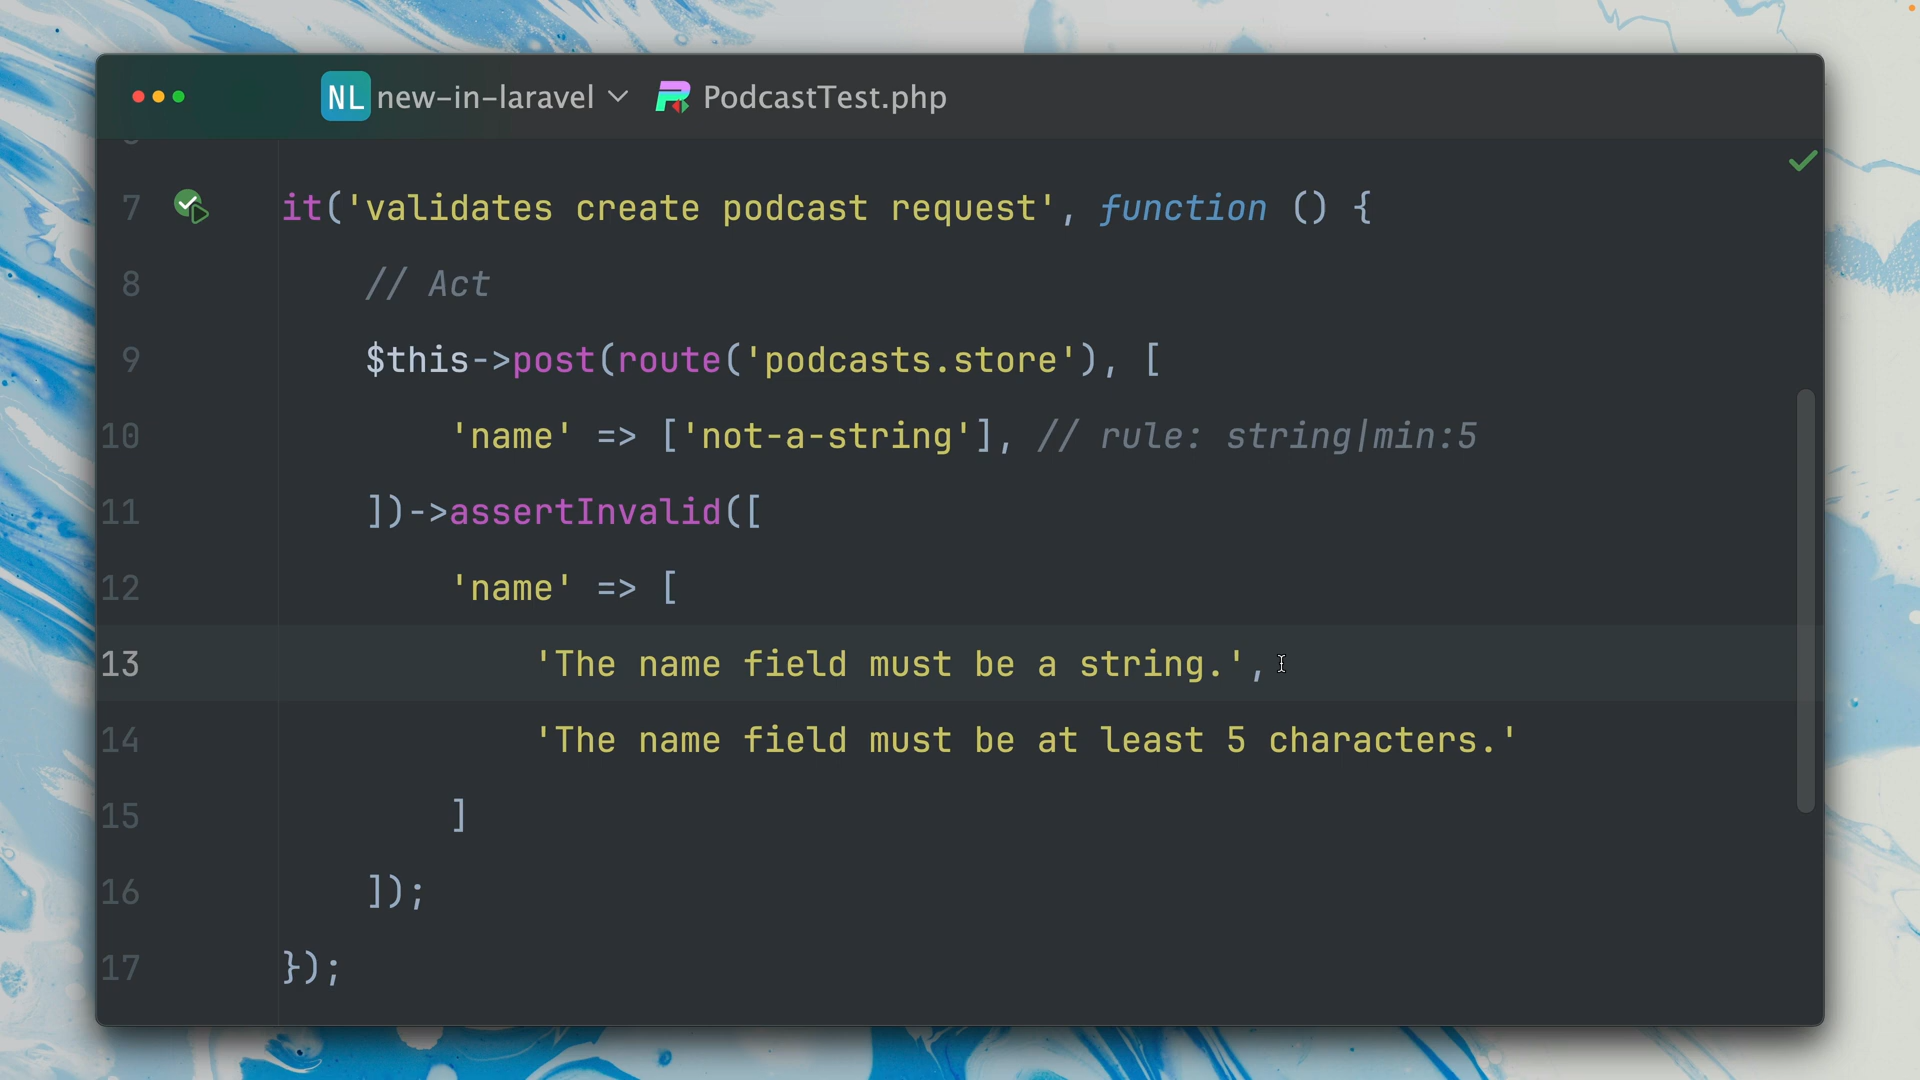 NL new-in-laravel PodcastTest.php
7 it('validates create podcast request', function () {
8 // Act
9 $this->post(route('podcasts.store'), [
10 'name' => ['not-a-string'], // rule: string|min:5
11 ])->assertInvalid([
12 'name' => [
13 'The name field must be a string.',
14 'The name field must be at least 5 characters.'
15 ]
16 ]);
17 });